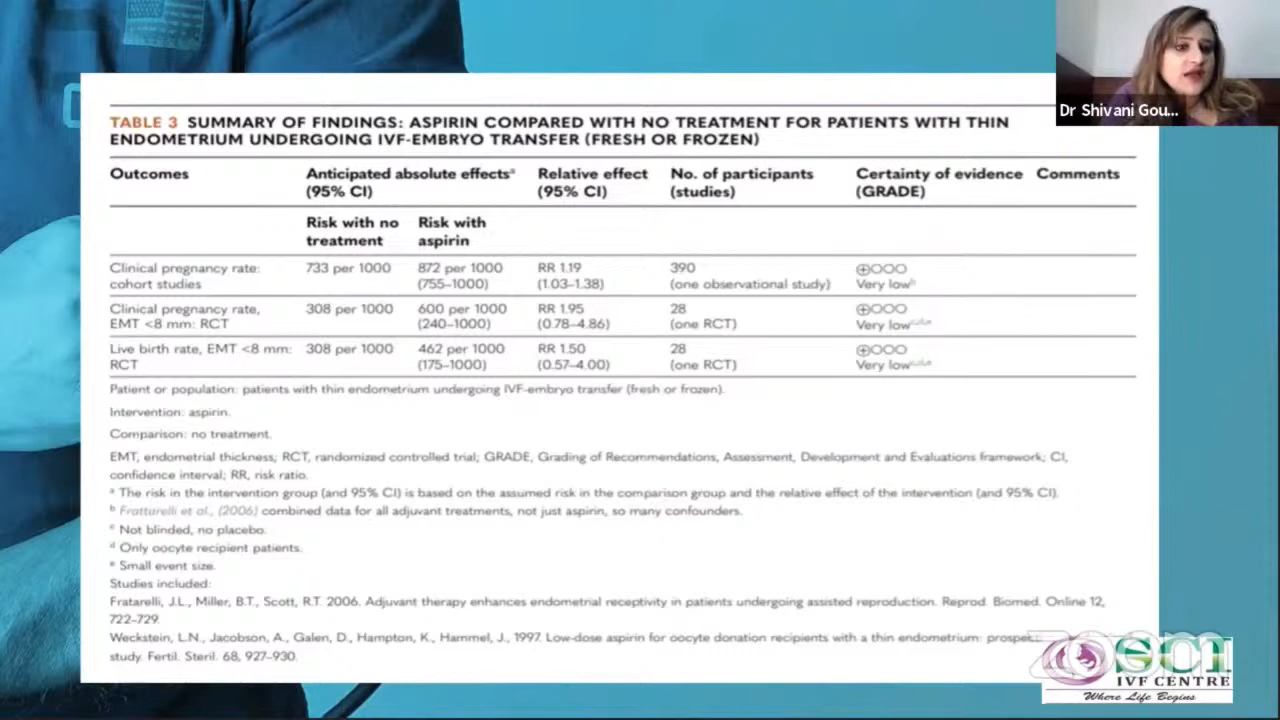 Dr Shivani Gou...
TABLE 3 SUMMARY OF FINDINGS: ASPIRIN COMPARED WITH NO TREATMENT FOR PATIENTS WITH THIN
ENDOMETRIUM UNDERGOING IVF-EMBRYO TRANSFER (FRESH OR FROZEN)
Outcomes Anticipated absolute effectsᵃ Relative effect No. of participants Certainty of evidence Comments
(95% CI) (95% CI) (studies) (GRADE)
Risk with no Risk with
treatment aspirin
Clinical pregnancy rate: 733 per 1000 872 per 1000 RR 1.19 390 ⊕○○○
cohort studies (755–1000) (1.03–1.38) (one observational study) Very lowᵇ
Clinical pregnancy rate, 308 per 1000 600 per 1000 RR 1.95 28 ⊕○○○
EMT <8 mm: RCT (240–1000) (0.78–4.86) (one RCT) Very low
Live birth rate, EMT <8 mm: 308 per 1000 462 per 1000 RR 1.50 28 ⊕○○○
RCT (175–1000) (0.57–4.00) (one RCT) Very low
Patient or population: patients with thin endometrium undergoing IVF-embryo transfer (fresh or frozen).
Intervention: aspirin.
Comparison: no treatment.
EMT, endometrial thickness; RCT, randomized controlled trial; GRADE, Grading of Recommendations, Assessment, Development and Evaluations framework; CI,
confidence interval; RR, risk ratio.
ᵃ The risk in the intervention group (and 95% CI) is based on the assumed risk in the comparison group and the relative effect of the intervention (and 95% CI).
ᵇ Frattarelli et al., (2006) combined data for all adjuvant treatments, not just aspirin, so many confounders.
ᶜ Not blinded, no placebo.
ᵈ Only oocyte recipient patients.
ᵉ Small event size.
Studies included:
Fratarelli, J.L., Miller, B.T., Scott, R.T. 2006. Adjuvant therapy enhances endometrial receptivity in patients undergoing assisted reproduction. Reprod. Biomed. Online 12,
722–729.
Weckstein, L.N., Jacobson, A., Galen, D., Hampton, K., Hammel, J., 1997. Low-dose aspirin for oocyte donation recipients with a thin endometrium:
study. Fertil. Steril. 68, 927–930.
zoom
SCI
IVF CENTRE
Where Life Begins